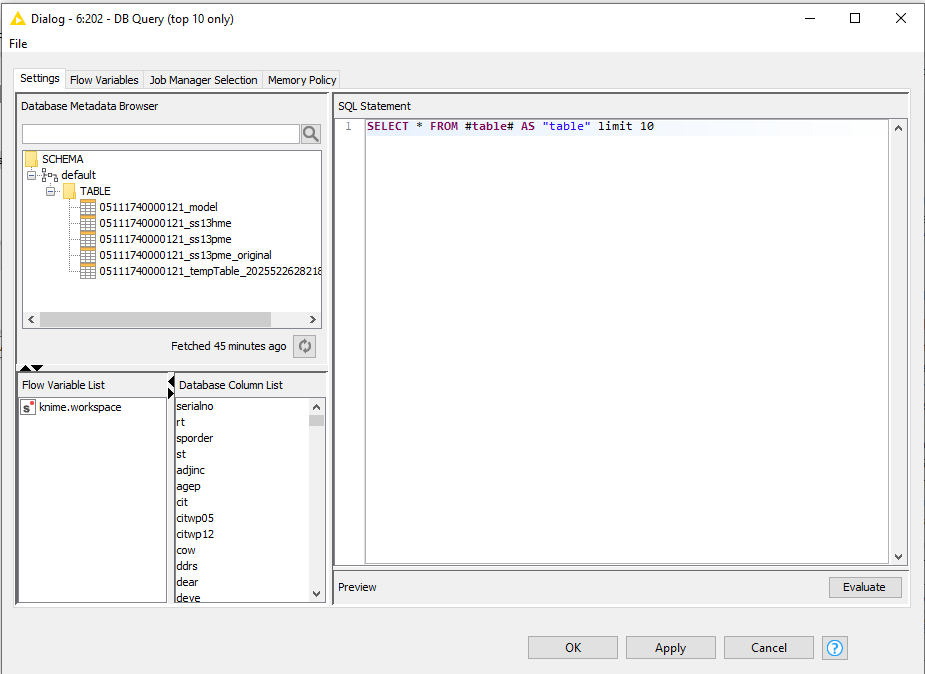 Dialog - 6:202 - DB Query (top 10 only)
File
Settings
Flow Variables
Job Manager Selection
Memory Policy
Database Metadata Browser
SCHEMA
default
TABLE
05111740000121_model
05111740000121_ss13hme
05111740000121_ss13pme
05111740000121_ss13pme_original
05111740000121_tempTable_2025522628218
Fetched 45 minutes ago
Flow Variable List
s knime.workspace
Database Column List
serialno
rt
sporder
st
adjinc
agep
cit
citwp05
citwp12
cow
ddrs
dear
deye
SQL Statement
1 SELECT * FROM #table# AS "table" limit 10
Preview
Evaluate
OK
Apply
Cancel
?